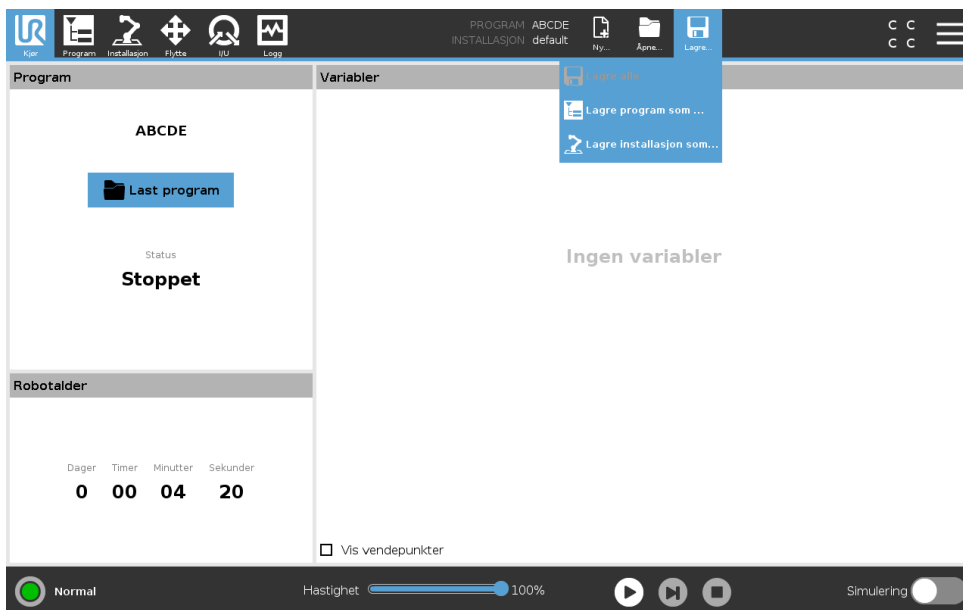 PROGRAM ABCDE
INSTALLASJON default
Kjør
Program
Installasjon
Flytte
I/U
Logg
Ny...
Åpne...
Lagre...
C C
C C
Lagre alle
Lagre program som ...
Lagre installasjon som...
Program
ABCDE
Last program
Status
Stoppet
Variabler
Ingen variabler
Robotalder
Dager Timer Minutter Sekunder
0 00 04 20
Vis vendepunkter
Normal
Hastighet 100%
Simulering